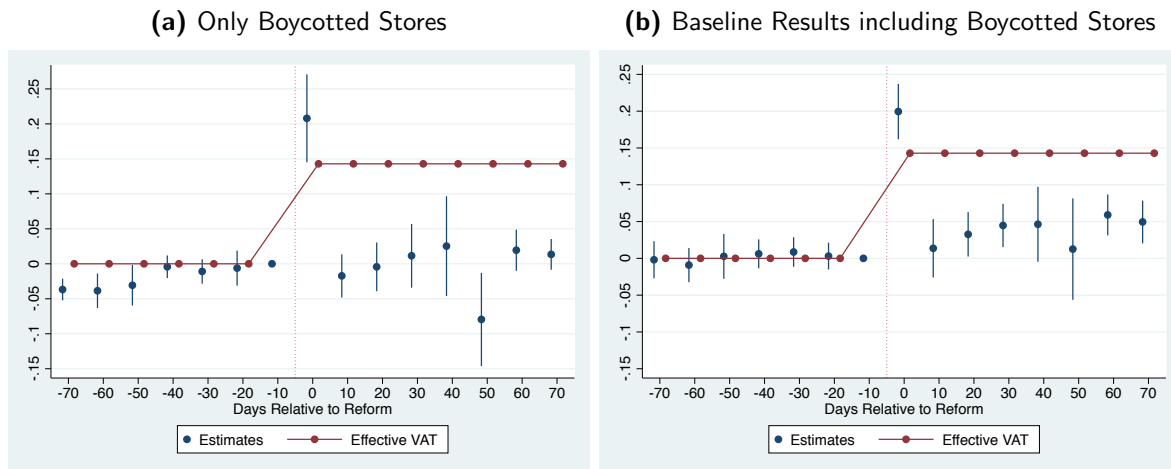 (a) Only Boycotted Stores
.25
.2
.15
.1
.05
0
-.05
-.1
-.15
-70 -60 -50 -40 -30 -20 -10 0 10 20 30 40 50 60 70
Days Relative to Reform
Estimates Effective VAT
(b) Baseline Results including Boycotted Stores
.25
.2
.15
.1
.05
0
-.05
-.1
-.15
-70 -60 -50 -40 -30 -20 -10 0 10 20 30 40 50 60 70
Days Relative to Reform
Estimates Effective VAT